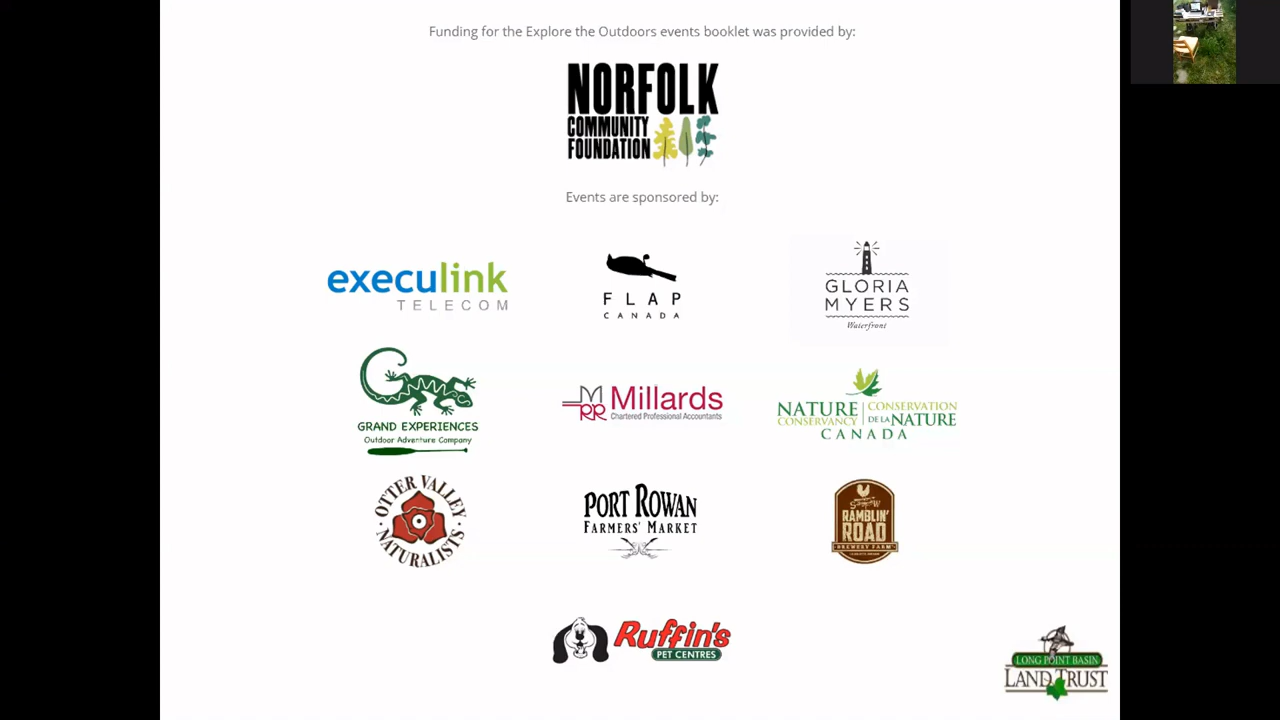 Funding for the Explore the Outdoors events booklet was provided by:
NORFOLK
COMMUNITY
FOUNDATION
Events are sponsored by:
execulink
TELECOM
FLAP
CANADA
GLORIA
MYERS
Waterfront
GRAND EXPERIENCES
Outdoor Adventure Company
MRR Millards
Chartered Professional Accountants
NATURE CONSERVANCY
CONSERVATION DE LA NATURE
CANADA
OTTER VALLEY
NATURALISTS
PORT ROWAN
FARMERS' MARKET
RAMBLIN'
ROAD
BREWERY FARM
Ruffin's
PET CENTRES
LONG POINT BASIN
LAND TRUST